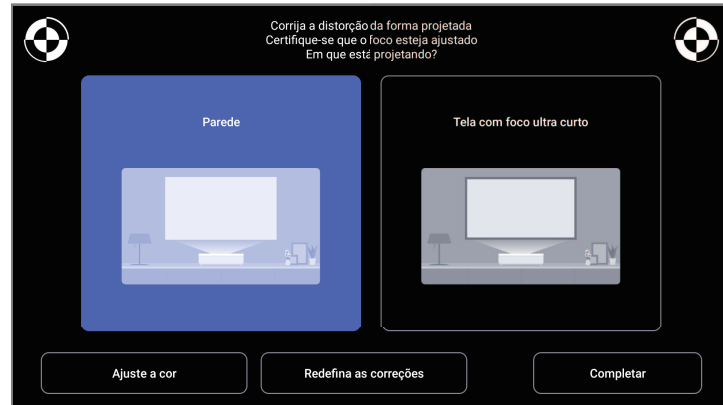 Corrija a distorção da forma projetada
Certifique-se que o foco esteja ajustado
Em que está projetando?
Parede
Tela com foco ultra curto
Ajuste a cor
Redefina as correções
Completar